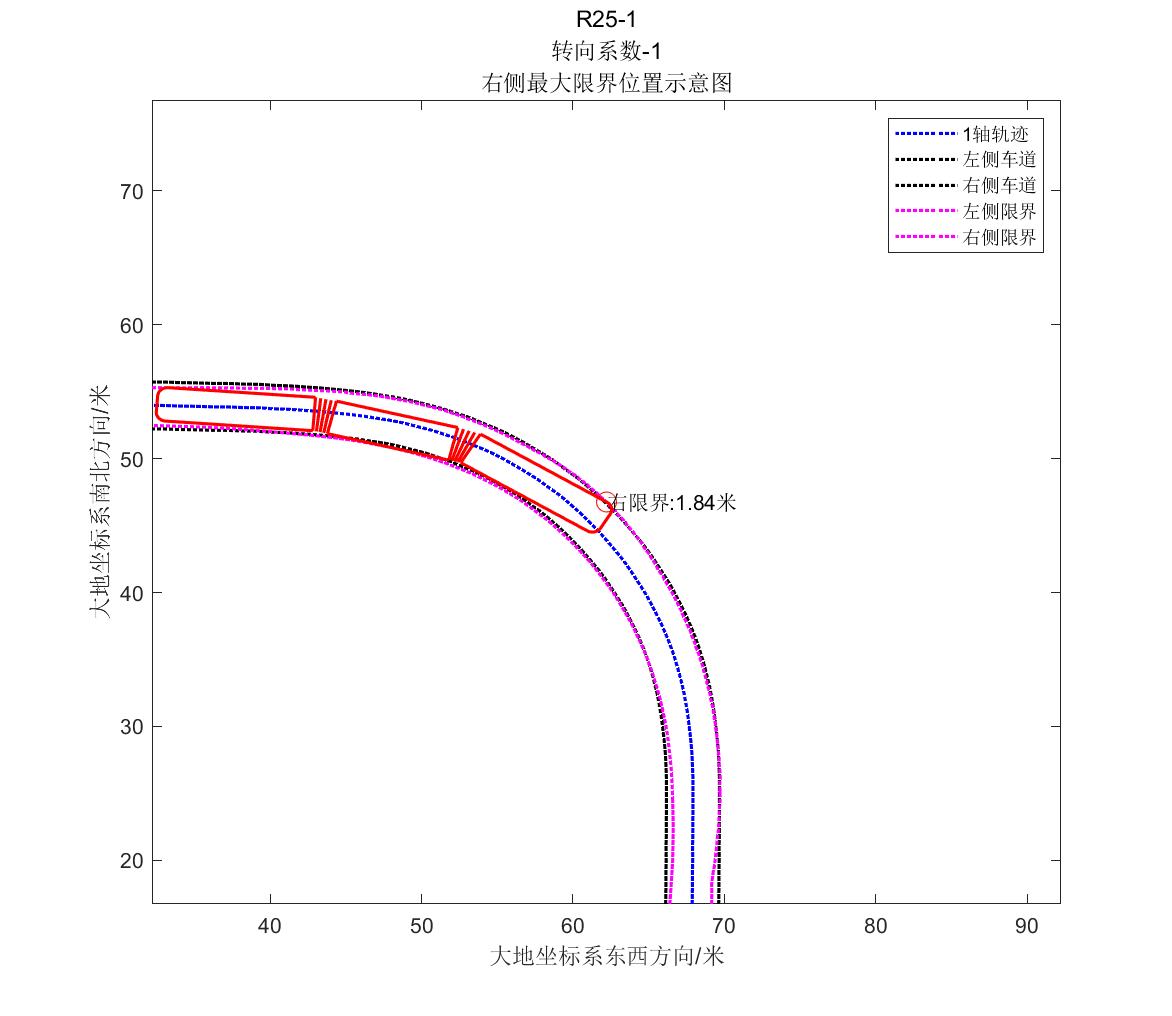 R25-1
转向系数-1
右侧最大限界位置示意图
1轴轨迹
左侧车道
右侧车道
左侧限界
右侧限界
70
60
50
40
30
20
大地坐标系南北方向/米
右限界:1.84米
40 50 60 70 80 90
大地坐标系东西方向/米